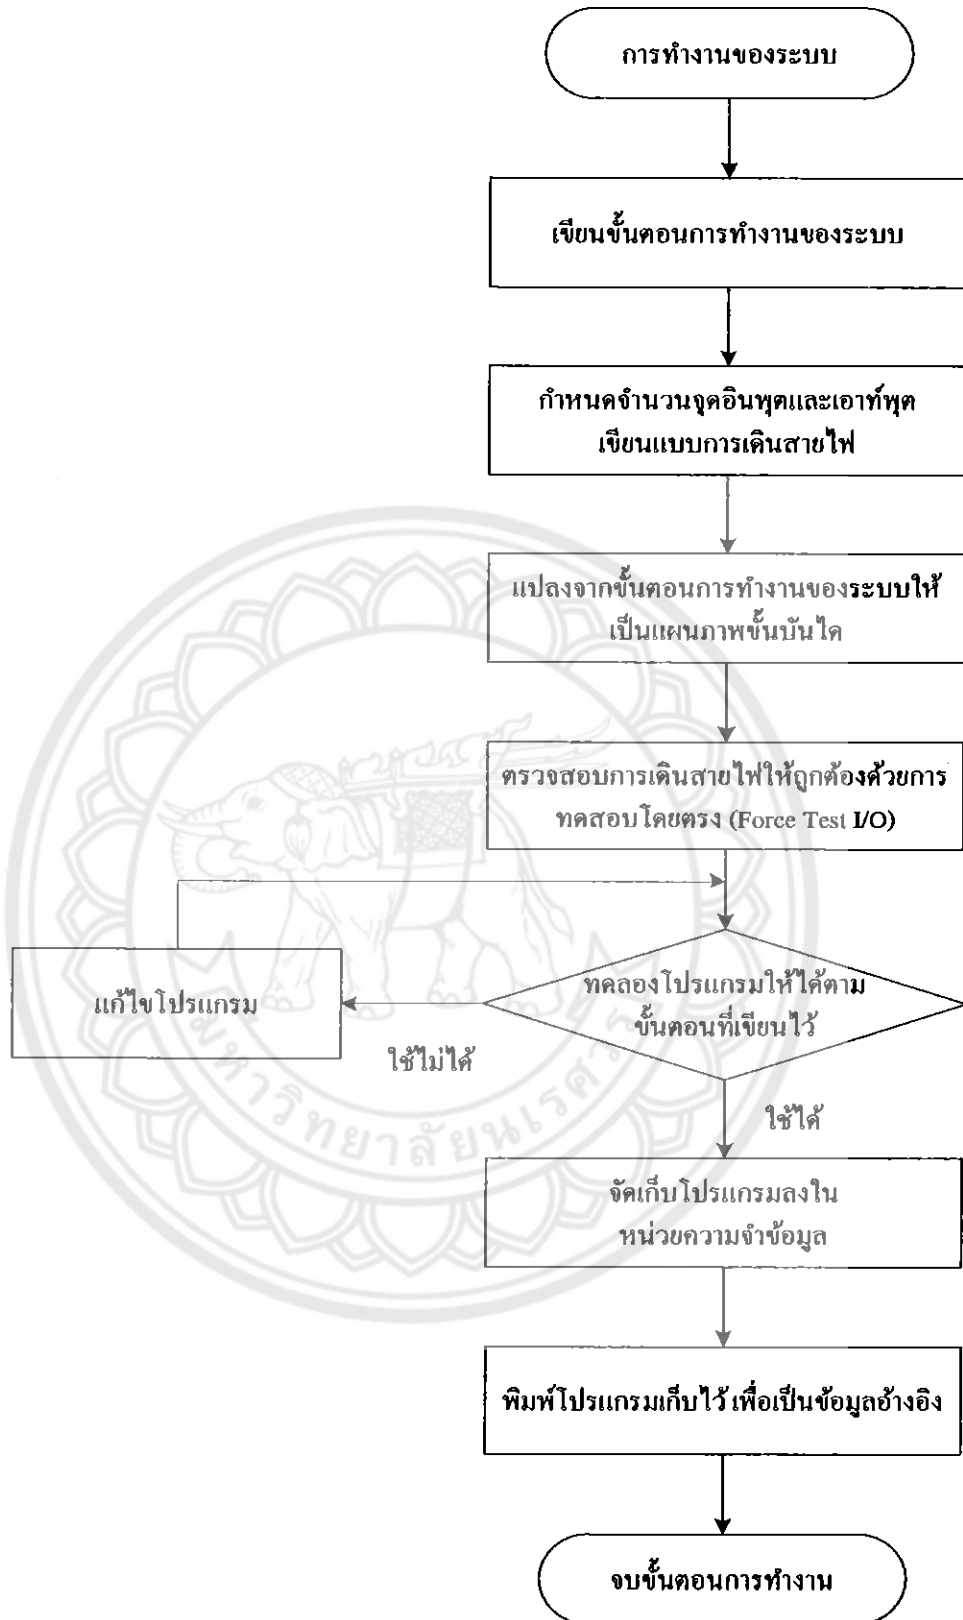 การทำงานของระบบ
เขียนขั้นตอนการทำงานของระบบ
กำหนดจำนวนจุดอินพุตและเอาท์พุต
เขียนแบบการเดินสายไฟ
แปลงจากขั้นตอนการทำงานของระบบให้
เป็นแผนภาพขั้นบันได
ตรวจสอบการเดินสายไฟให้ถูกต้องด้วยการ
ทดสอบโดยตรง (Force Test I/O)
ทดลองโปรแกรมให้ได้ตาม
ขั้นตอนที่เขียนไว้
แก้ไขโปรแกรม
ใช้ไม่ได้
ใช้ได้
จัดเก็บโปรแกรมลงใน
หน่วยความจำข้อมูล
พิมพ์โปรแกรมเก็บไว้ เพื่อเป็นข้อมูลอ้างอิง
จบขั้นตอนการทำงาน
มหาวิทยาลัยนเรศวร